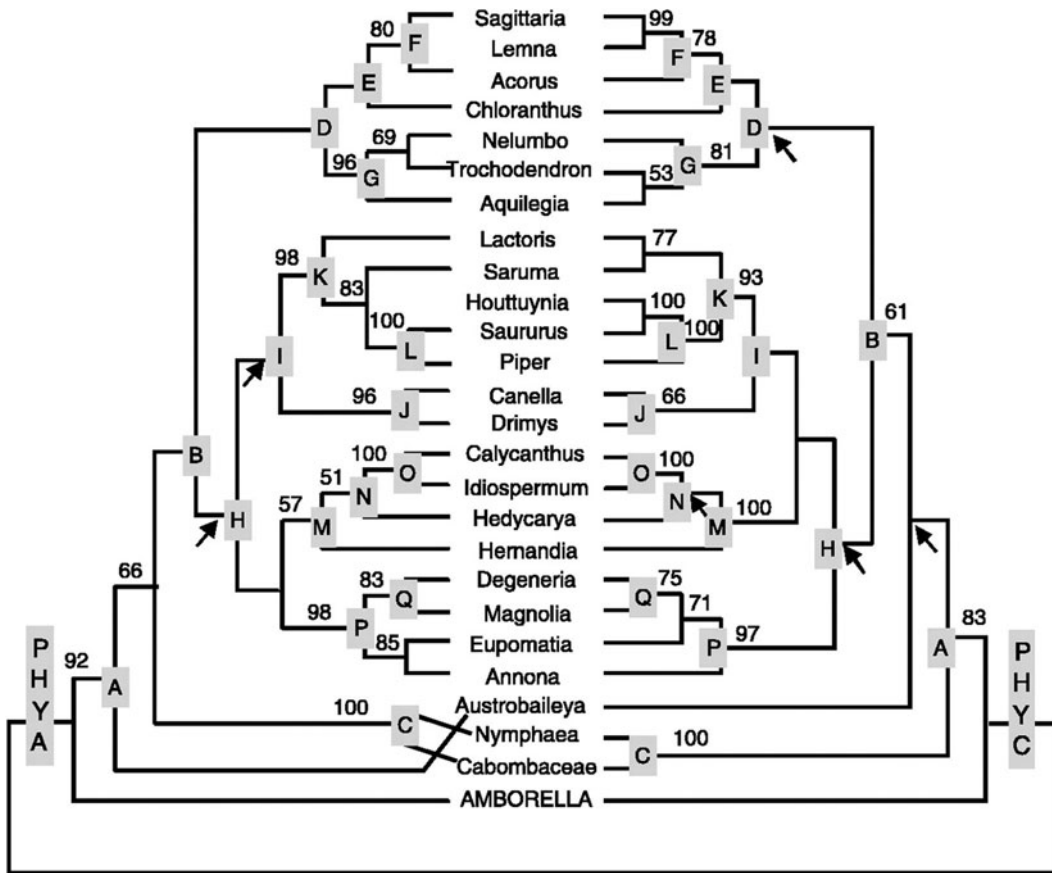 Sagittaria
80
99
F
Lemna
78
F
E
Acorus
E
Chloranthus
D
D
69
Nelumbo
96
G
Trochodendron
G
81
53
Aquilegia
98
Lactoris
77
K
83
Saruma
K
93
Houttuynia
100
100
Saururus
100
61
L
L
B
I
Piper
I
96
Canella
66
J
J
Drimys
B
Calycanthus
100
O
O
100
51
N
Idiospermum
N
57
H
M
Hedycarya
M
100
Hernandia
H
83
Degeneria
75
Q
Q
66
98
Magnolia
71
P
85
Eupomatia
P
97
A
83
PHYA
92
A
Annona
PHYC
Austrobaileya
100
C
Nymphaea
C
100
Cabombaceae
AMBORELLA